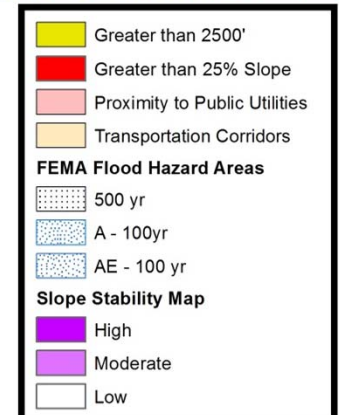 Greater than 2500'
Greater than 25% Slope
Proximity to Public Utilities
Transportation Corridors
FEMA Flood Hazard Areas
500 yr
A - 100yr
AE - 100 yr
Slope Stability Map
High
Moderate
Low